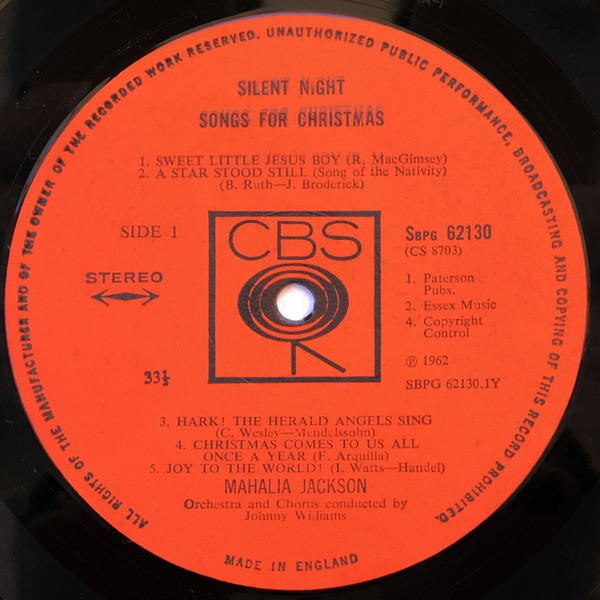 ALL RIGHTS OF THE MANUFACTURER AND OF THE OWNER OF THE RECORDED WORK RESERVED. UNAUTHORIZED PUBLIC PERFORMANCE, BROADCASTING AND COPYING OF THIS RECORD PROHIBITED.
SILENT NiGHT
SONGS FOR CHRISTMAS
1. SWEET LITTLE JESUS BOY (R. MacGimsey)
2. A STAR STOOD STILL (Song of the Nativity)
(B. Ruth—J. Broderick)
SIDE 1
STEREO
33⅓
CBS
SBPG 62130
(CS 8703)
1. Paterson
Pubs.
2. Essex Music
4. Copyright
Control
℗ 1962
SBPG 62130.1Y
3. HARK! THE HERALD ANGELS SING
(C. Wesley—Mendelssohn)
4. CHRISTMAS COMES TO US ALL
ONCE A YEAR (F. Arquilla)
5. JOY TO THE WORLD! (I. Watts—Handel)
MAHALIA JACKSON
Orchestra and Chorus conducted by
Johnny Williams
MADE IN ENGLAND